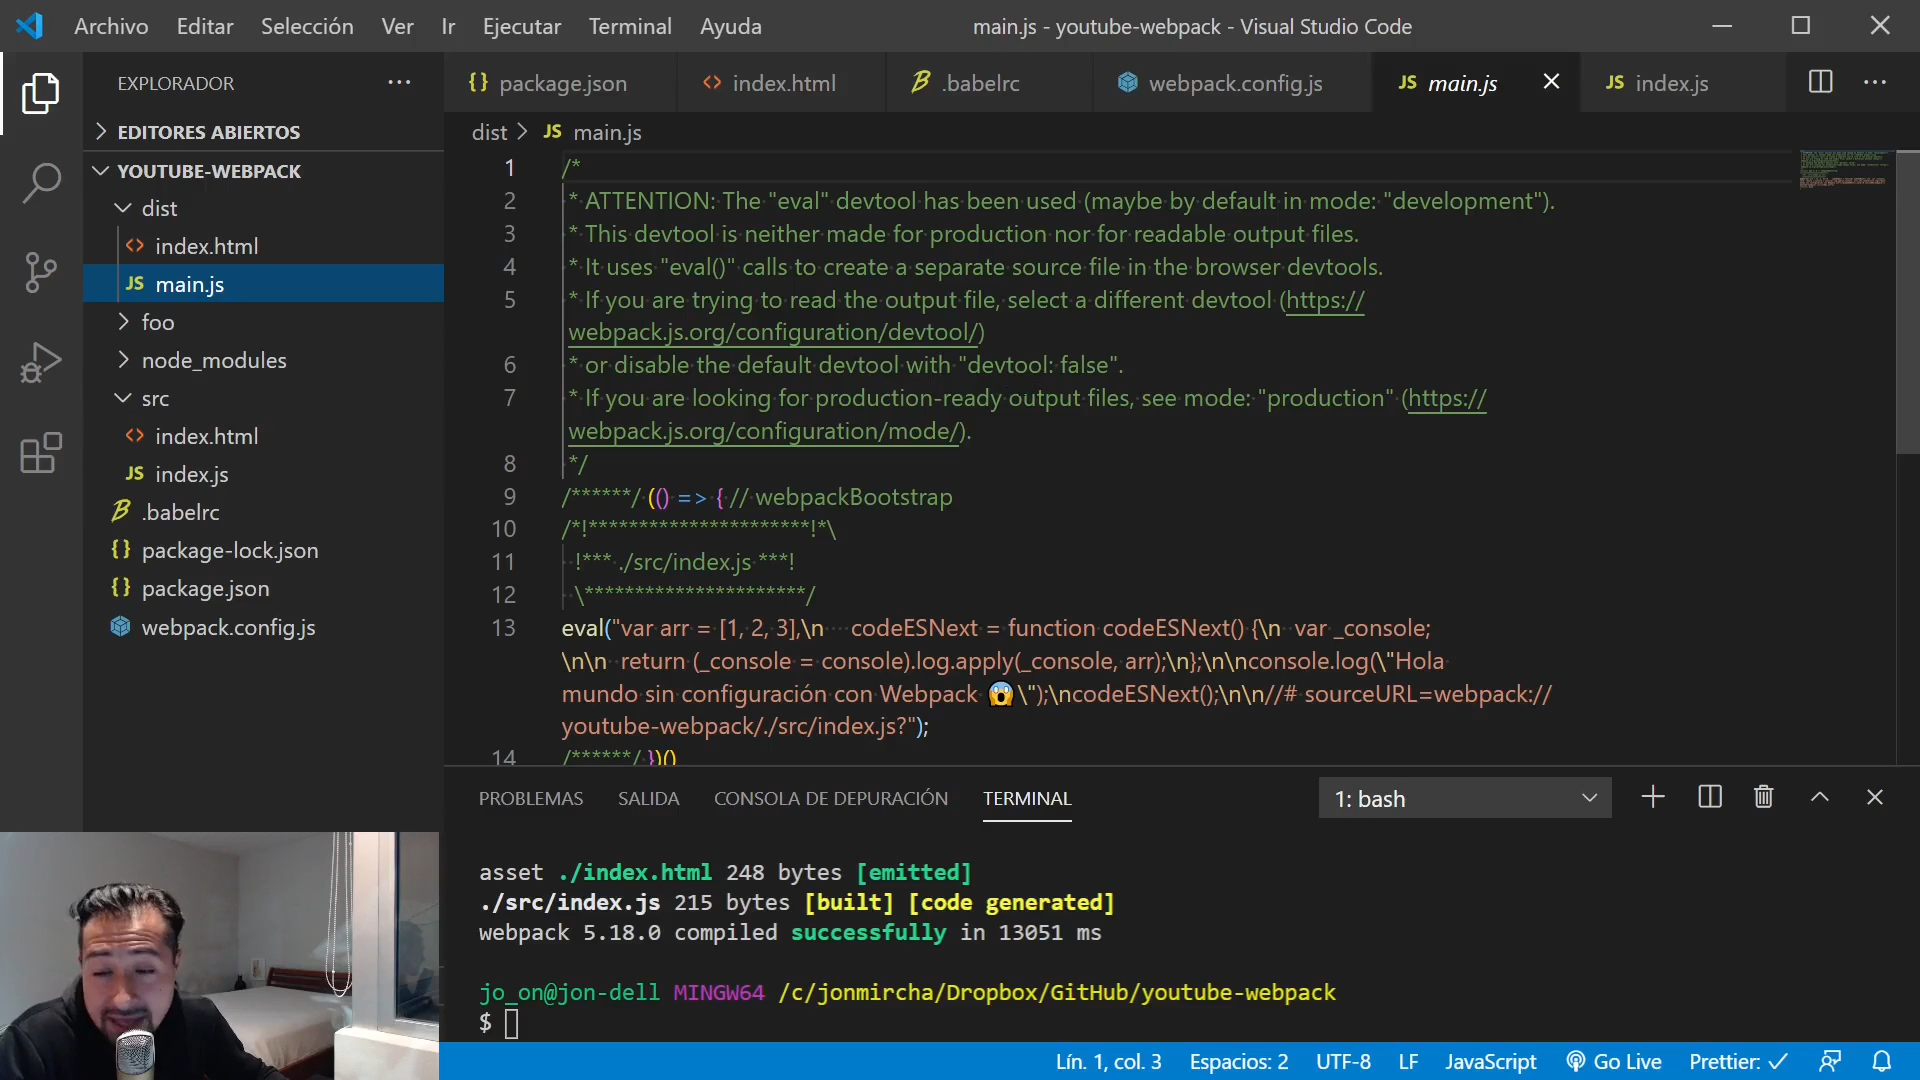 Archivo Editar Selección Ver Ir Ejecutar Terminal Ayuda main.js - youtube-webpack - Visual Studio Code
EXPLORADOR
EDITORES ABIERTOS
YOUTUBE-WEBPACK
dist
index.html
JS main.js
foo
node_modules
src
index.html
JS index.js
.babelrc
{} package-lock.json
{} package.json
webpack.config.js
{} package.json <> index.html .babelrc webpack.config.js JS main.js JS index.js
dist > JS main.js
1 /*
2 * ATTENTION: The "eval" devtool has been used (maybe by default in mode: "development").
3 * This devtool is neither made for production nor for readable output files.
4 * It uses "eval()" calls to create a separate source file in the browser devtools.
5 * If you are trying to read the output file, select a different devtool (https://
webpack.js.org/configuration/devtool/)
6 * or disable the default devtool with "devtool: false".
7 * If you are looking for production-ready output files, see mode: "production" (https://
webpack.js.org/configuration/mode/).
8 */
9 /******/ (() => { // webpackBootstrap
10 /*!**********************!*\
11 !*** ./src/index.js ***!
12 \**********************/
13 eval("var arr = [1, 2, 3],\n    codeESNext = function codeESNext() {\n  var _console;
\n\n  return (_console = console).log.apply(_console, arr);\n};\n\nconsole.log(\"Hola
mundo sin configuración con Webpack 😱\");\ncodeESNext();\n\n//# sourceURL=webpack://
youtube-webpack/./src/index.js?");
14 /******/ })()
PROBLEMAS SALIDA CONSOLA DE DEPURACIÓN TERMINAL 1: bash
asset ./index.html 248 bytes [emitted]
./src/index.js 215 bytes [built] [code generated]
webpack 5.18.0 compiled successfully in 13051 ms
jo_on@jon-dell MINGW64 /c/jonmircha/Dropbox/GitHub/youtube-webpack
$
Lín. 1, col. 3 Espacios: 2 UTF-8 LF JavaScript Go Live Prettier: ✓